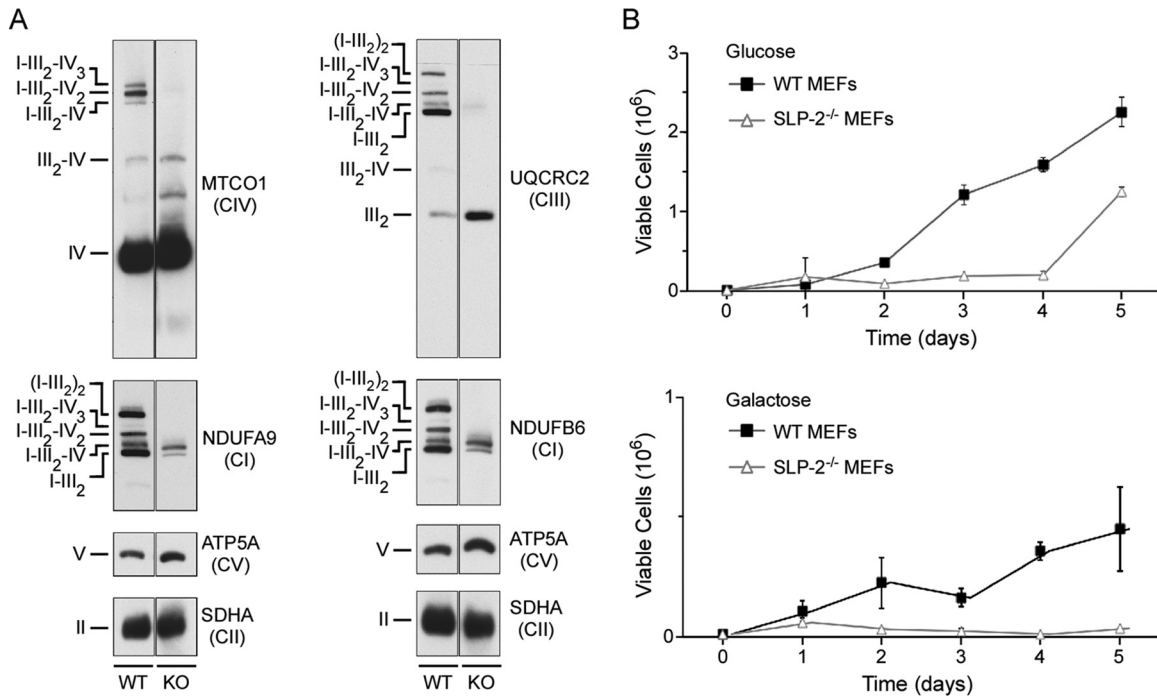 A
I-III₂-IV₃
I-III₂-IV₂
I-III₂-IV
III₂-IV
IV
MTCO1
(CIV)
(I-III₂)₂
I-III₂-IV₃
I-III₂-IV₂
I-III₂-IV
I-III₂
III₂-IV
III₂
UQCRC2
(CIII)
(I-III₂)₂
I-III₂-IV₃
I-III₂-IV₂
I-III₂-IV
I-III₂
NDUFA9
(CI)
(I-III₂)₂
I-III₂-IV₃
I-III₂-IV₂
I-III₂-IV
I-III₂
NDUFB6
(CI)
V
ATP5A
(CV)
V
ATP5A
(CV)
II
SDHA
(CII)
II
SDHA
(CII)
WT KO
WT KO
B
Glucose
WT MEFs
SLP-2⁻/⁻ MEFs
Viable Cells (10⁶)
3
2
1
0
0 1 2 3 4 5
Time (days)
Galactose
WT MEFs
SLP-2⁻/⁻ MEFs
Viable Cells (10⁶)
1
.5
0
0 1 2 3 4 5
Time (days)